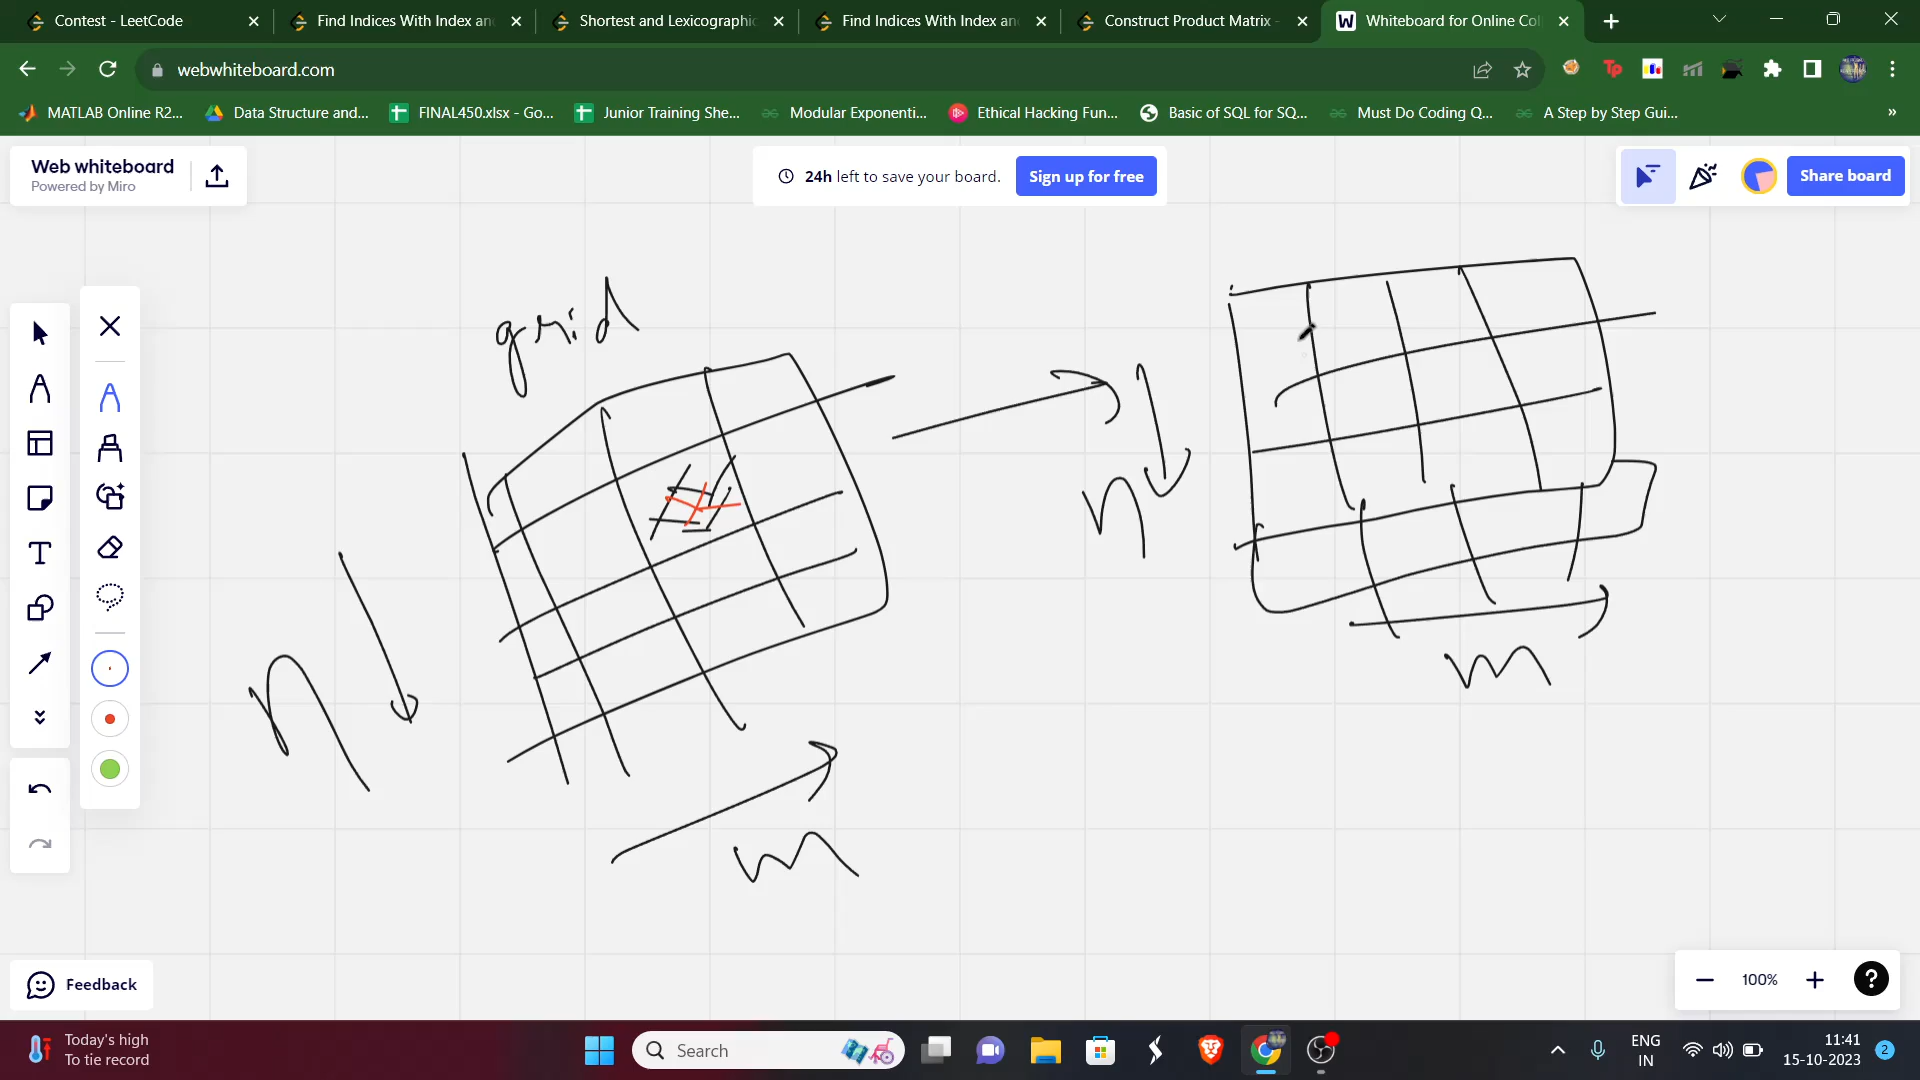 Contest - LeetCode
Find Indices With Index an
Shortest and Lexicographic
Find Indices With Index an
Construct Product Matrix -
Whiteboard for Online Col
webwhiteboard.com
MATLAB Online R2...
Data Structure and...
FINAL450.xlsx - Go...
Junior Training She...
Modular Exponenti...
Ethical Hacking Fun...
Basic of SQL for SQ...
Must Do Coding Q...
A Step by Step Gui...
»
Web whiteboard
Powered by Miro
24h left to save your board.
Sign up for free
Share board
grid
n
m
n
m
Feedback
100%
Today's high
To tie record
Search
ENG
IN
11:41
15-10-2023
2